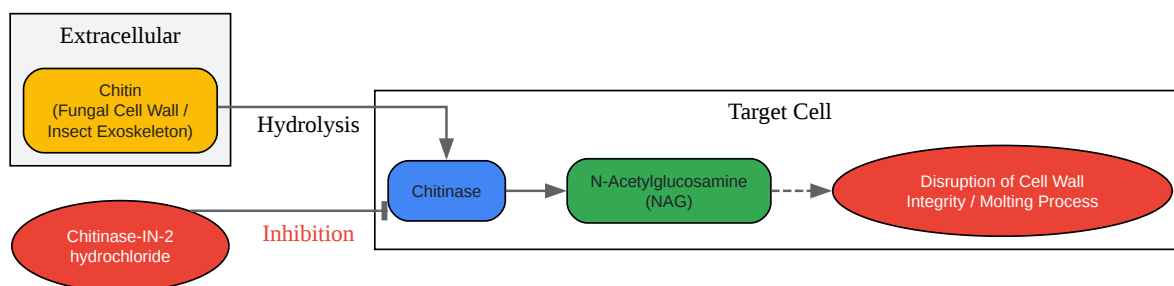 Extracellular
Chitin
(Fungal Cell Wall /
Insect Exoskeleton)
Hydrolysis
Target Cell
Chitinase
N-Acetylglucosamine
(NAG)
Disruption of Cell Wall
Integrity / Molting Process
Chitinase-IN-2
hydrochloride
Inhibition